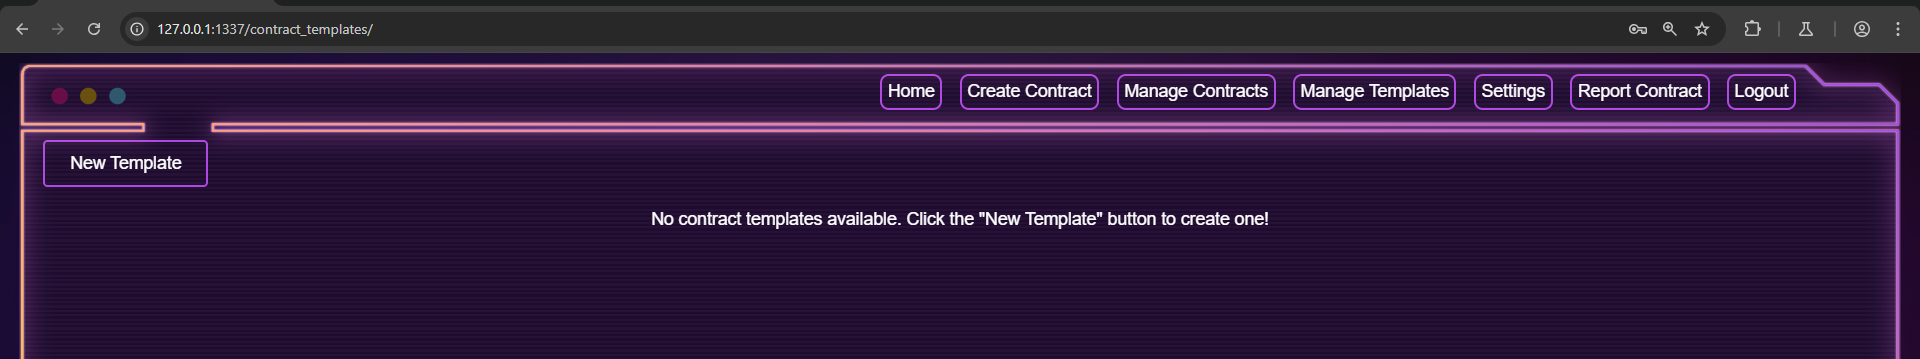 127.0.0.1:1337/contract_templates/
Home Create Contract Manage Contracts Manage Templates Settings Report Contract Logout
New Template
No contract templates available. Click the "New Template" button to create one!